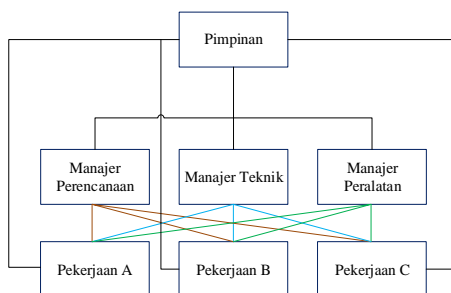 Pimpinan
Manajer
Perencanaan
Manajer Teknik
Manajer
Peralatan
Pekerjaan A
Pekerjaan B
Pekerjaan C